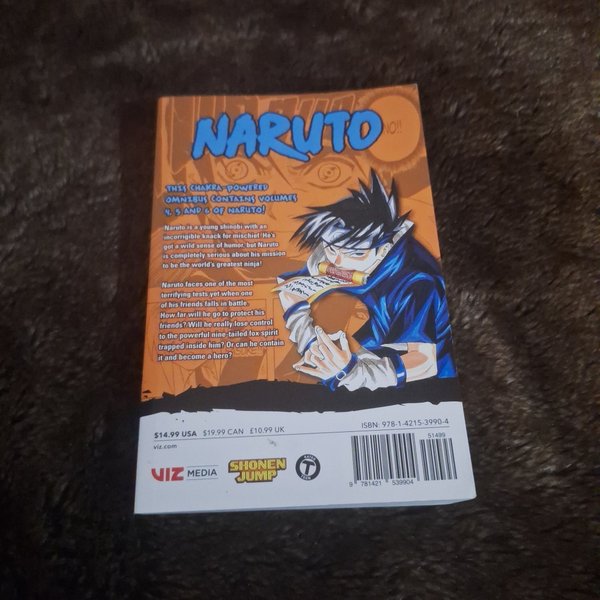 NARUTO
NO!!
THIS CHAKRA-POWERED
OMNIBUS CONTAINS VOLUMES
4, 5 AND 6 OF NARUTO!
Naruto is a young shinobi with an
incorrigible knack for mischief. He's
got a wild sense of humor, but Naruto
is completely serious about his mission
to be the world's greatest ninja!
Naruto faces one of the most
terrifying tests yet when one
of his friends falls in battle.
How far will he go to protect his
friends? Will he really lose control
to the powerful nine-tailed fox spirit
trapped inside him? Or can he contain
it and become a hero?
$14.99 USA $19.99 CAN £10.99 UK
viz.com
VIZ MEDIA
SHONEN
JUMP
RATED
T
TEEN
ISBN: 978-1-4215-3990-4
51499
9 781421 539904